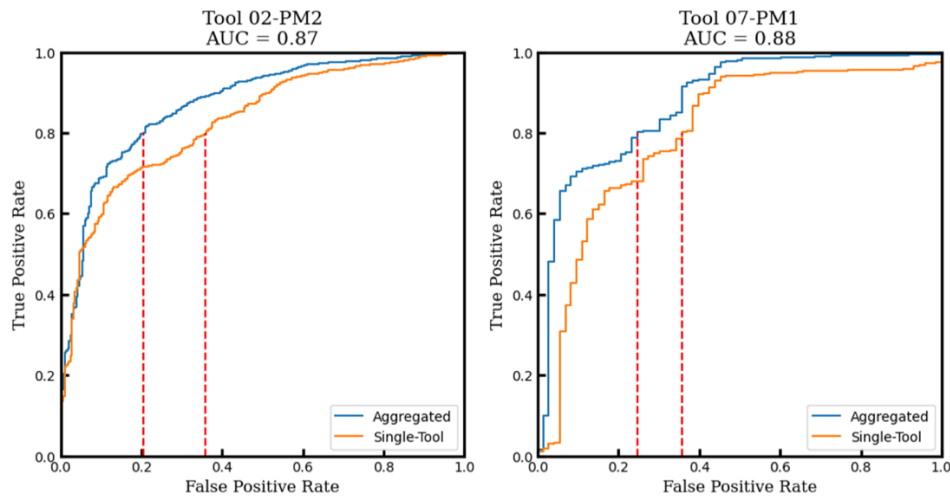 Tool 02-PM2
AUC = 0.87
1.0
0.8
0.6
0.4
0.2
0.0
True Positive Rate
0.0
0.2
0.4
0.6
0.8
1.0
False Positive Rate
Aggregated
Single-Tool
Tool 07-PM1
AUC = 0.88
1.0
0.8
0.6
0.4
0.2
0.0
True Positive Rate
0.0
0.2
0.4
0.6
0.8
1.0
False Positive Rate
Aggregated
Single-Tool